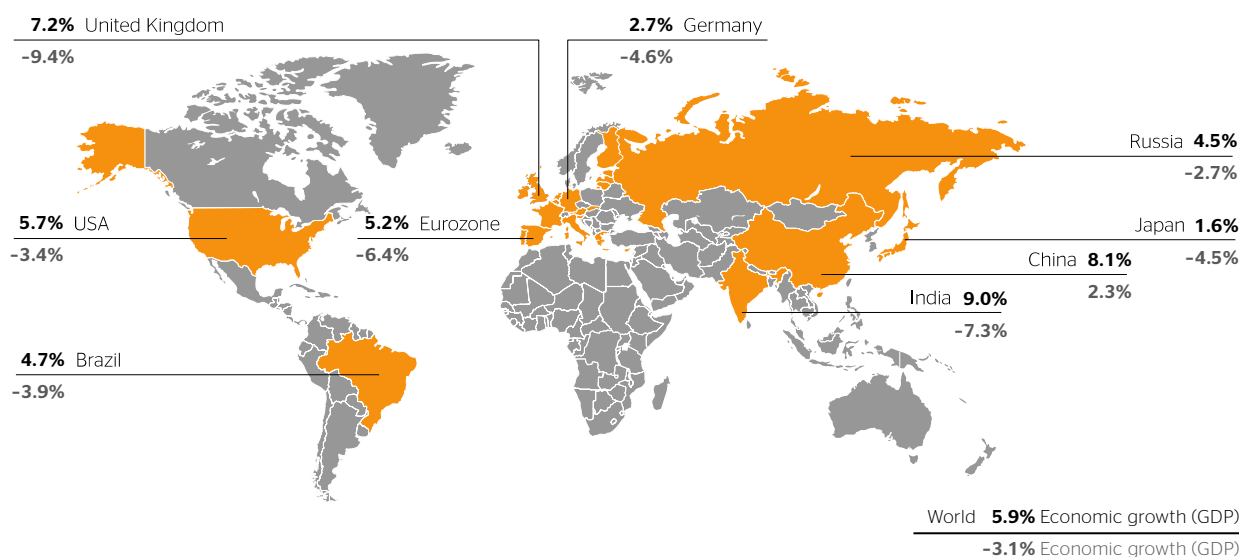 7.2% United Kingdom
-9.4%
2.7% Germany
-4.6%
Russia 4.5%
-2.7%
5.7% USA
-3.4%
5.2% Eurozone
-6.4%
Japan 1.6%
-4.5%
China 8.1%
2.3%
India 9.0%
-7.3%
4.7% Brazil
-3.9%
World 5.9% Economic growth (GDP)
-3.1% Economic growth (GDP)